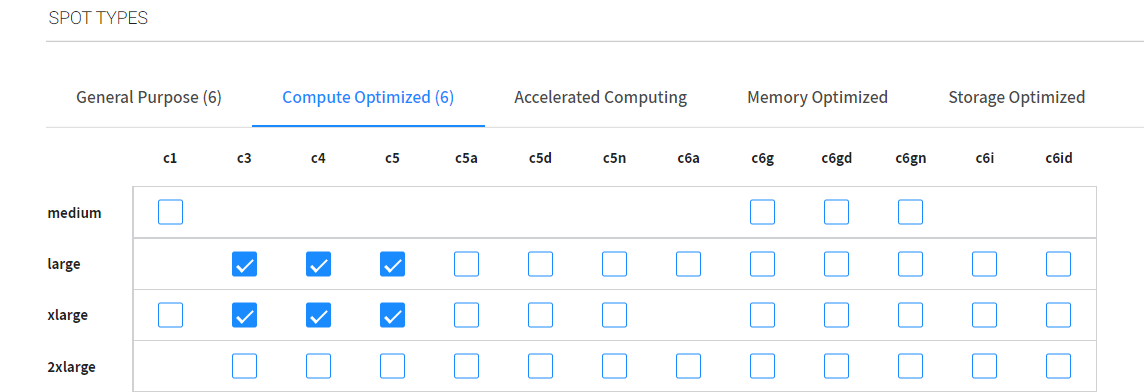 SPOT TYPES
General Purpose (6) Compute Optimized (6) Accelerated Computing Memory Optimized Storage Optimized
c1 c3 c4 c5 c5a c5d c5n c6a c6g c6gd c6gn c6i c6id
medium
large
xlarge
2xlarge